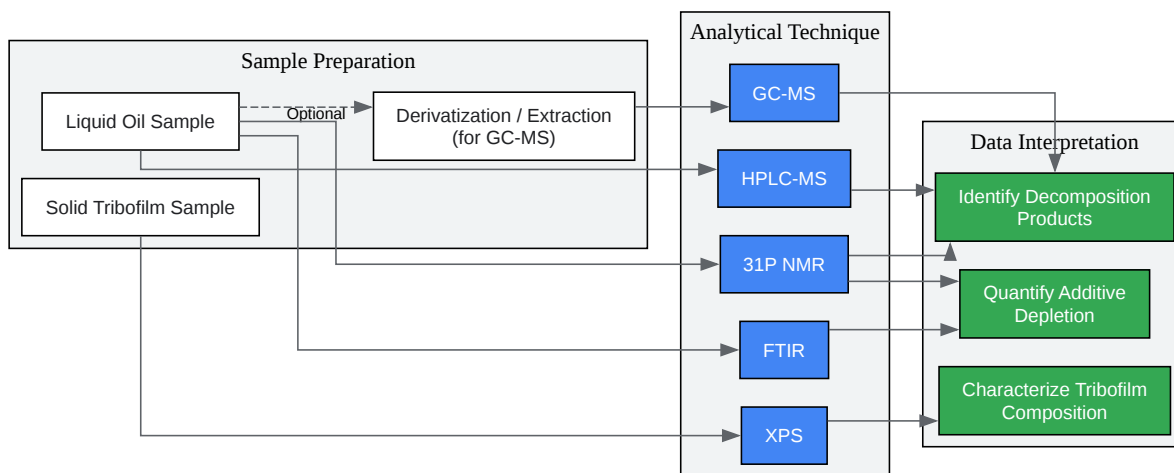 Sample Preparation
Liquid Oil Sample
Optional
Derivatization / Extraction
(for GC-MS)
Solid Tribofilm Sample
Analytical Technique
GC-MS
HPLC-MS
31P NMR
FTIR
XPS
Data Interpretation
Identify Decomposition
Products
Quantify Additive
Depletion
Characterize Tribofilm
Composition